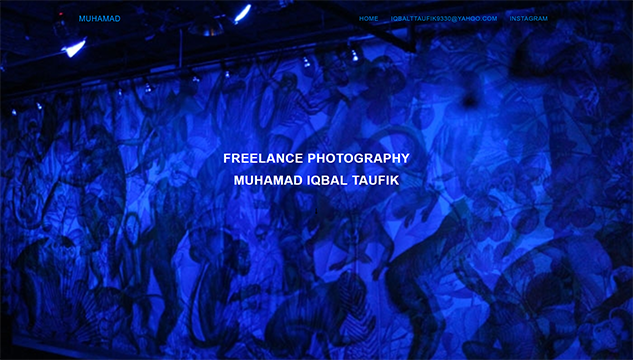 MUHAMAD
HOME IQBALTTAUFIK9330@YAHOO.COM INSTAGRAM
FREELANCE PHOTOGRAPHY
MUHAMAD IQBAL TAUFIK